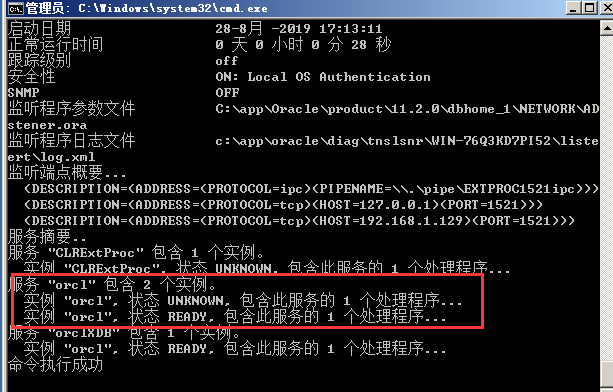 管理员: C:\Windows\system32\cmd.exe
启动日期 28-8月 -2019 17:13:11
正常运行时间 0 天 0 小时 0 分 28 秒
跟踪级别 off
安全性 ON: Local OS Authentication
SNMP OFF
监听程序参数文件 C:\app\Oracle\product\11.2.0\dbhome_1\NETWORK\AD
stener.ora
监听程序日志文件 c:\app\oracle\diag\tnslsnr\WIN-76Q3KD7PI52\liste
ert\log.xml
监听端点概要...
(DESCRIPTION=(ADDRESS=(PROTOCOL=ipc)(PIPENAME=\\.\pipe\EXTPROC1521ipc)))
(DESCRIPTION=(ADDRESS=(PROTOCOL=tcp)(HOST=127.0.0.1)(PORT=1521)))
(DESCRIPTION=(ADDRESS=(PROTOCOL=tcp)(HOST=192.168.1.129)(PORT=1521)))
服务摘要..
服务 "CLRExtProc" 包含 1 个实例。
实例 "CLRExtProc", 状态 UNKNOWN, 包含此服务的 1 个处理程序...
服务 "orcl" 包含 2 个实例。
实例 "orcl", 状态 UNKNOWN, 包含此服务的 1 个处理程序...
实例 "orcl", 状态 READY, 包含此服务的 1 个处理程序...
服务 "orclXDB" 包含 1 个实例。
实例 "orcl", 状态 READY, 包含此服务的 1 个处理程序...
命令执行成功